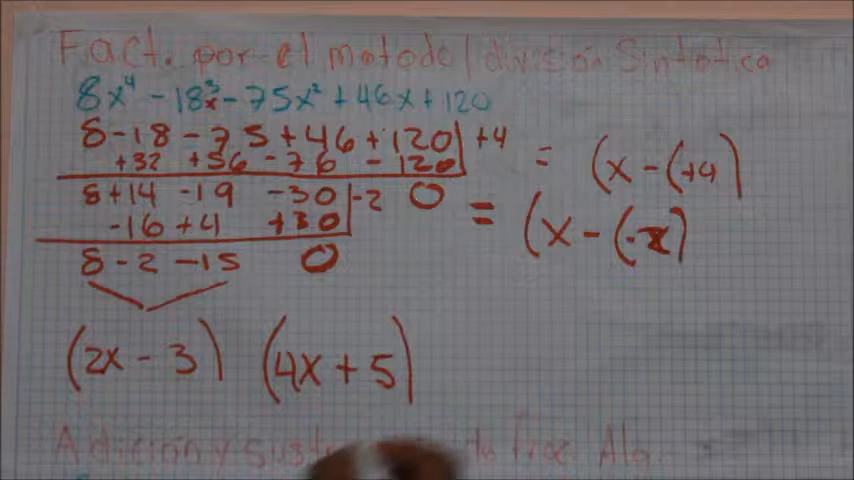 Fact. por el metodo / división Sintetica
8x⁴ - 18x³ - 75x² + 46x + 120
8 - 18 - 75 + 46 + 120 | +4 = (x - (+4)
+32 +56 - 76 - 120
8 + 14 - 19 - 30 | -2 0 = (x - (-2)
-16 + 4 + 30
8 - 2 - 15 0
(2x - 3) (4x + 5)
Adición y